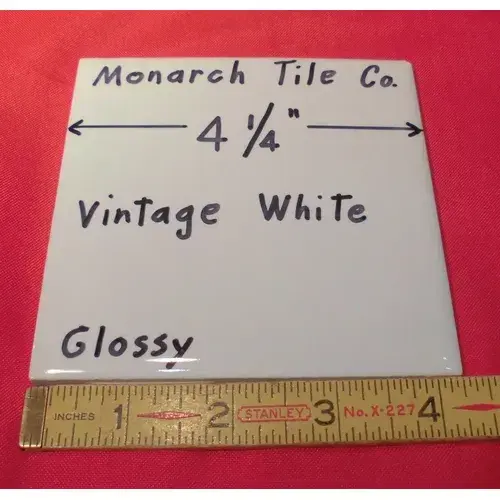 Monarch Tile Co.
4 1/4"
Vintage White
Glossy
INCHES 1 2 STANLEY 3 No. X-227 4